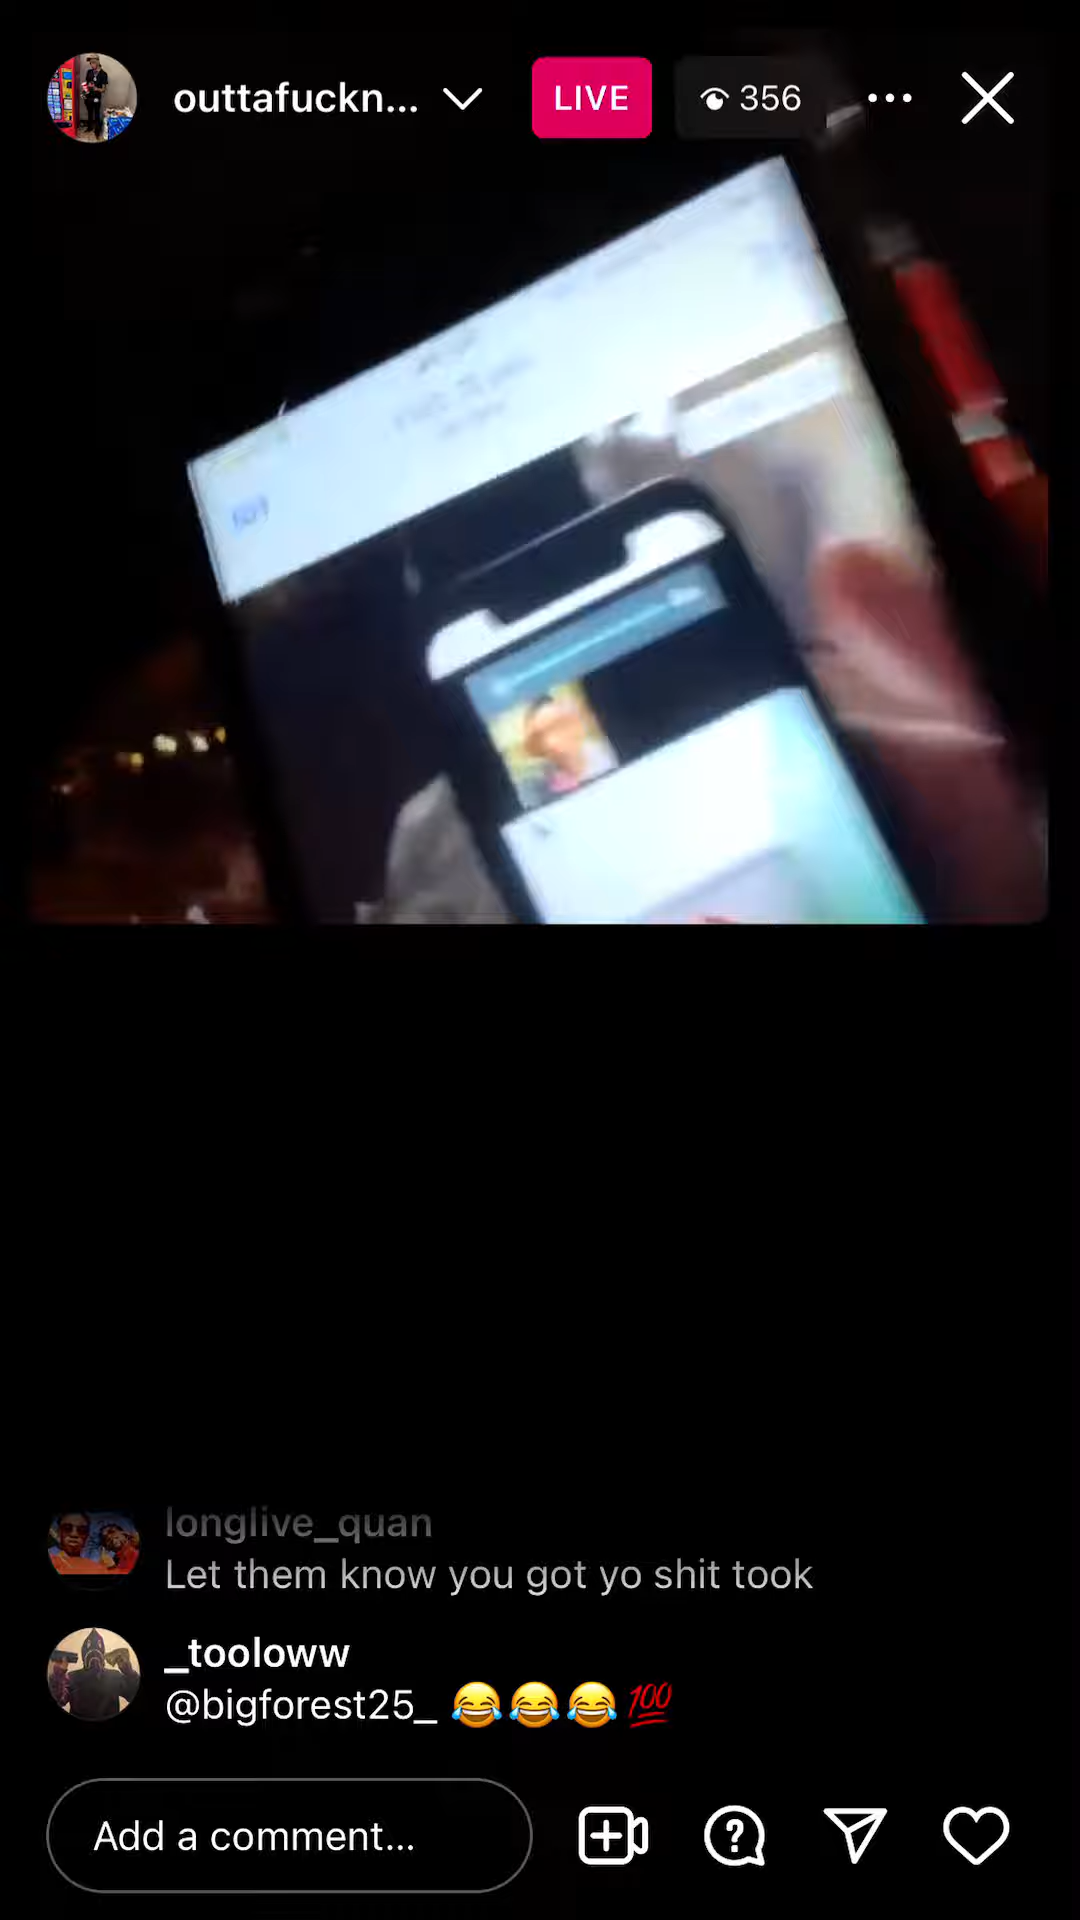 outtafuckn...
LIVE
356
longlive_quan
Let them know you got yo shit took
_tooloww
@bigforest25_ 😂😂😂💯
Add a comment...